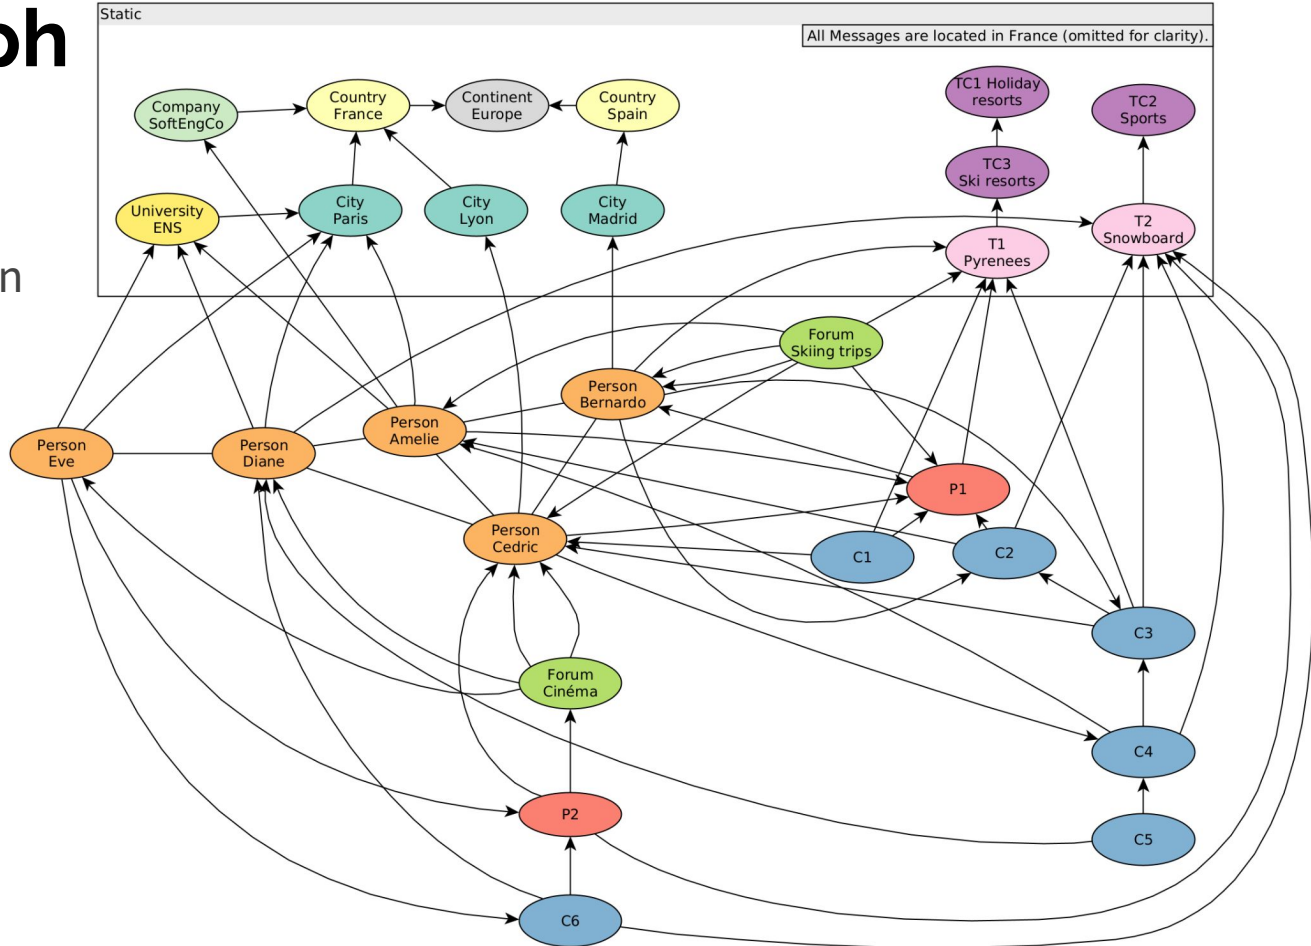 ph
n
Static
All Messages are located in France (omitted for clarity).
Company
SoftEngCo
Country
France
Continent
Europe
Country
Spain
TC1 Holiday
resorts
TC2
Sports
TC3
Ski resorts
University
ENS
City
Paris
City
Lyon
City
Madrid
T2
Snowboard
T1
Pyrenees
Forum
Skiing trips
Person
Bernardo
Person
Amelie
Person
Eve
Person
Diane
P1
Person
Cedric
C1
C2
C3
Forum
Cinéma
C4
P2
C5
C6